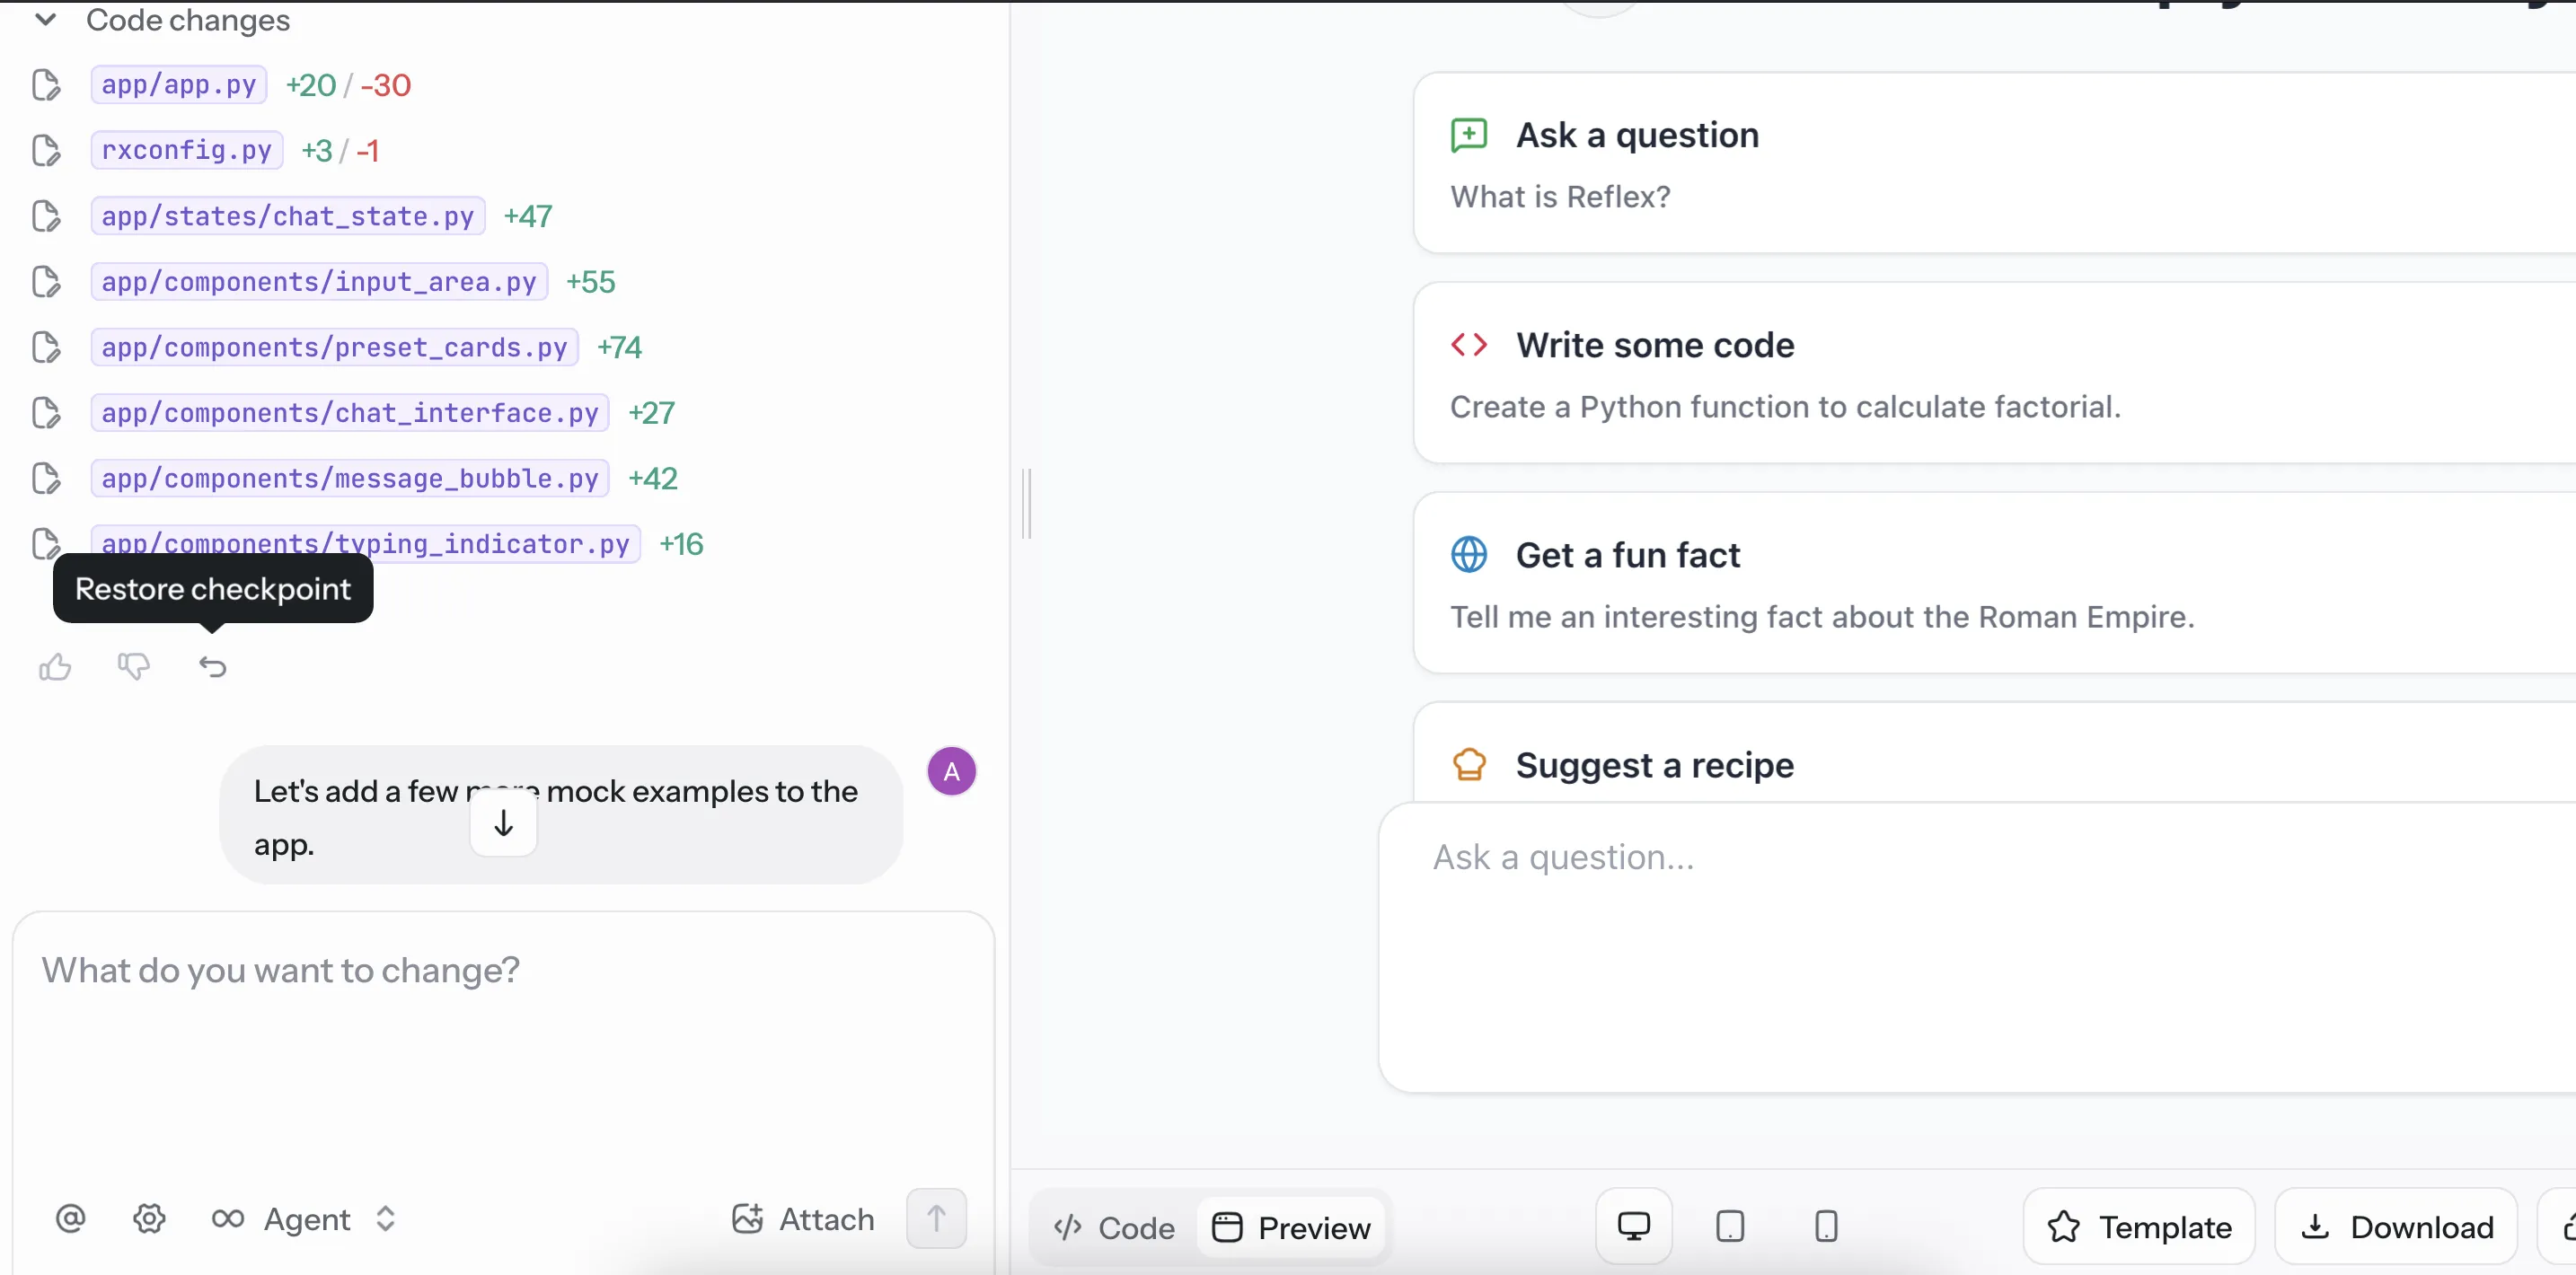 Code changes
app/app.py +20 / -30
rxconfig.py +3 / -1
app/states/chat_state.py +47
app/components/input_area.py +55
app/components/preset_cards.py +74
app/components/chat_interface.py +27
app/components/message_bubble.py +42
app/components/typing_indicator.py +16
Restore checkpoint
Let's add a few more mock examples to the
app.
A
What do you want to change?
Agent
Attach
Ask a question
What is Reflex?
Write some code
Create a Python function to calculate factorial.
Get a fun fact
Tell me an interesting fact about the Roman Empire.
Suggest a recipe
Ask a question...
Code
Preview
Template
Download